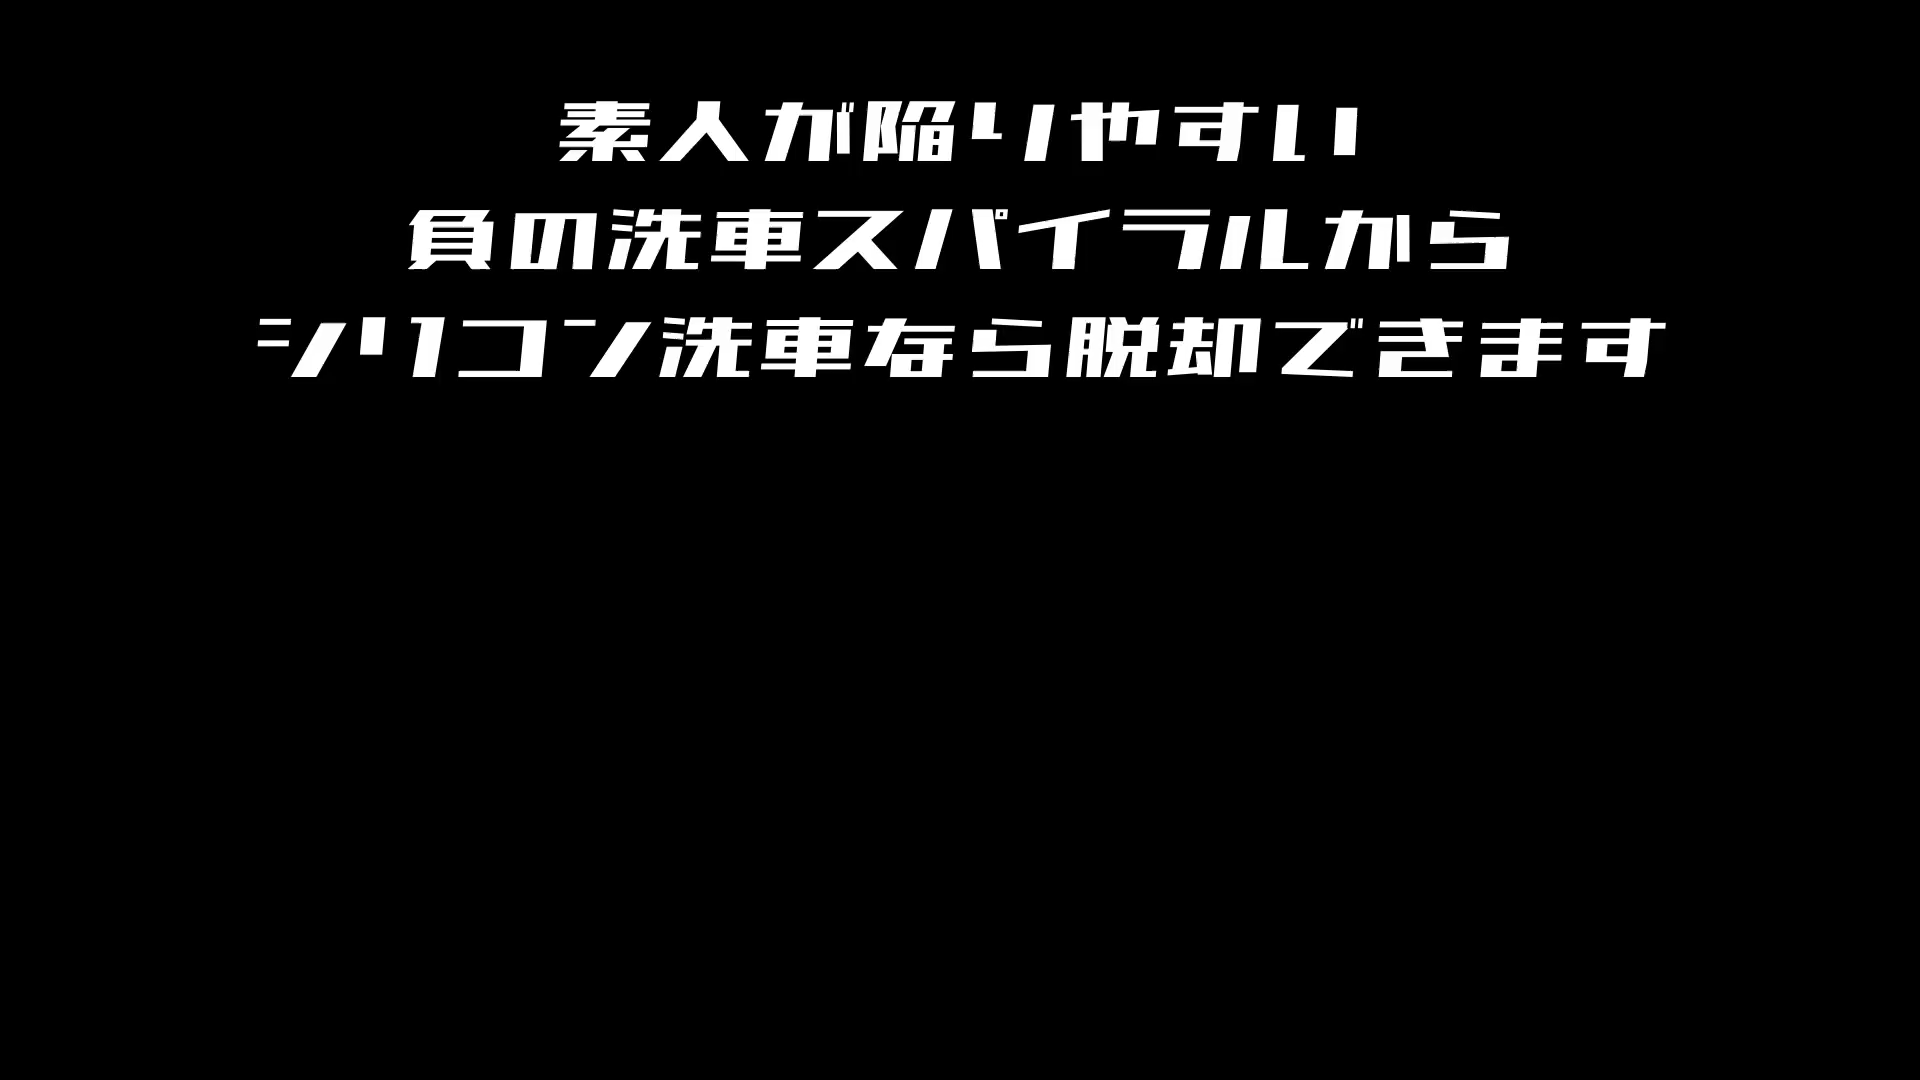 素人が陥りやすい
負の洗車スパイラルから
シリコン洗車なら脱却できます